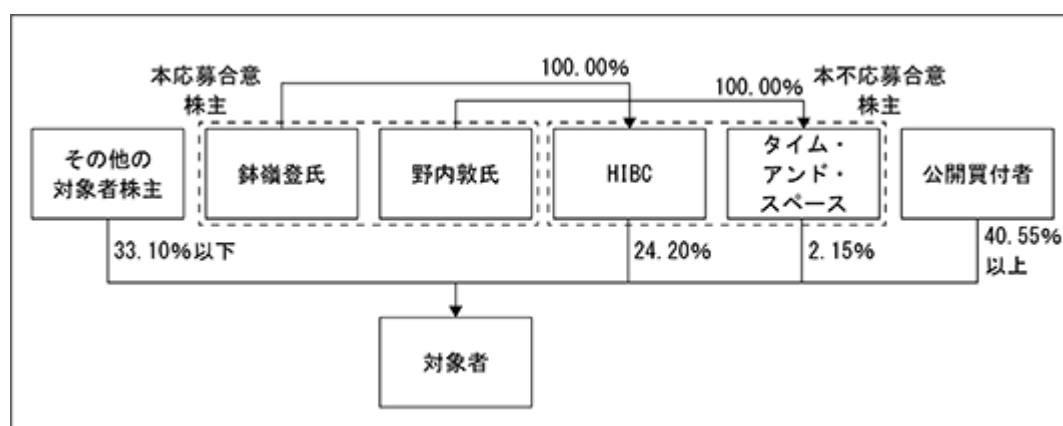 本応募合意
株主
100.00%
100.00%
本不応募合意
株主
その他の
対象者株主
鉢嶺登氏
野内敦氏
HIBC
タイム・
アンド・
スペース
公開買付者
33.10%以下
24.20%
2.15%
40.55%
以上
対象者